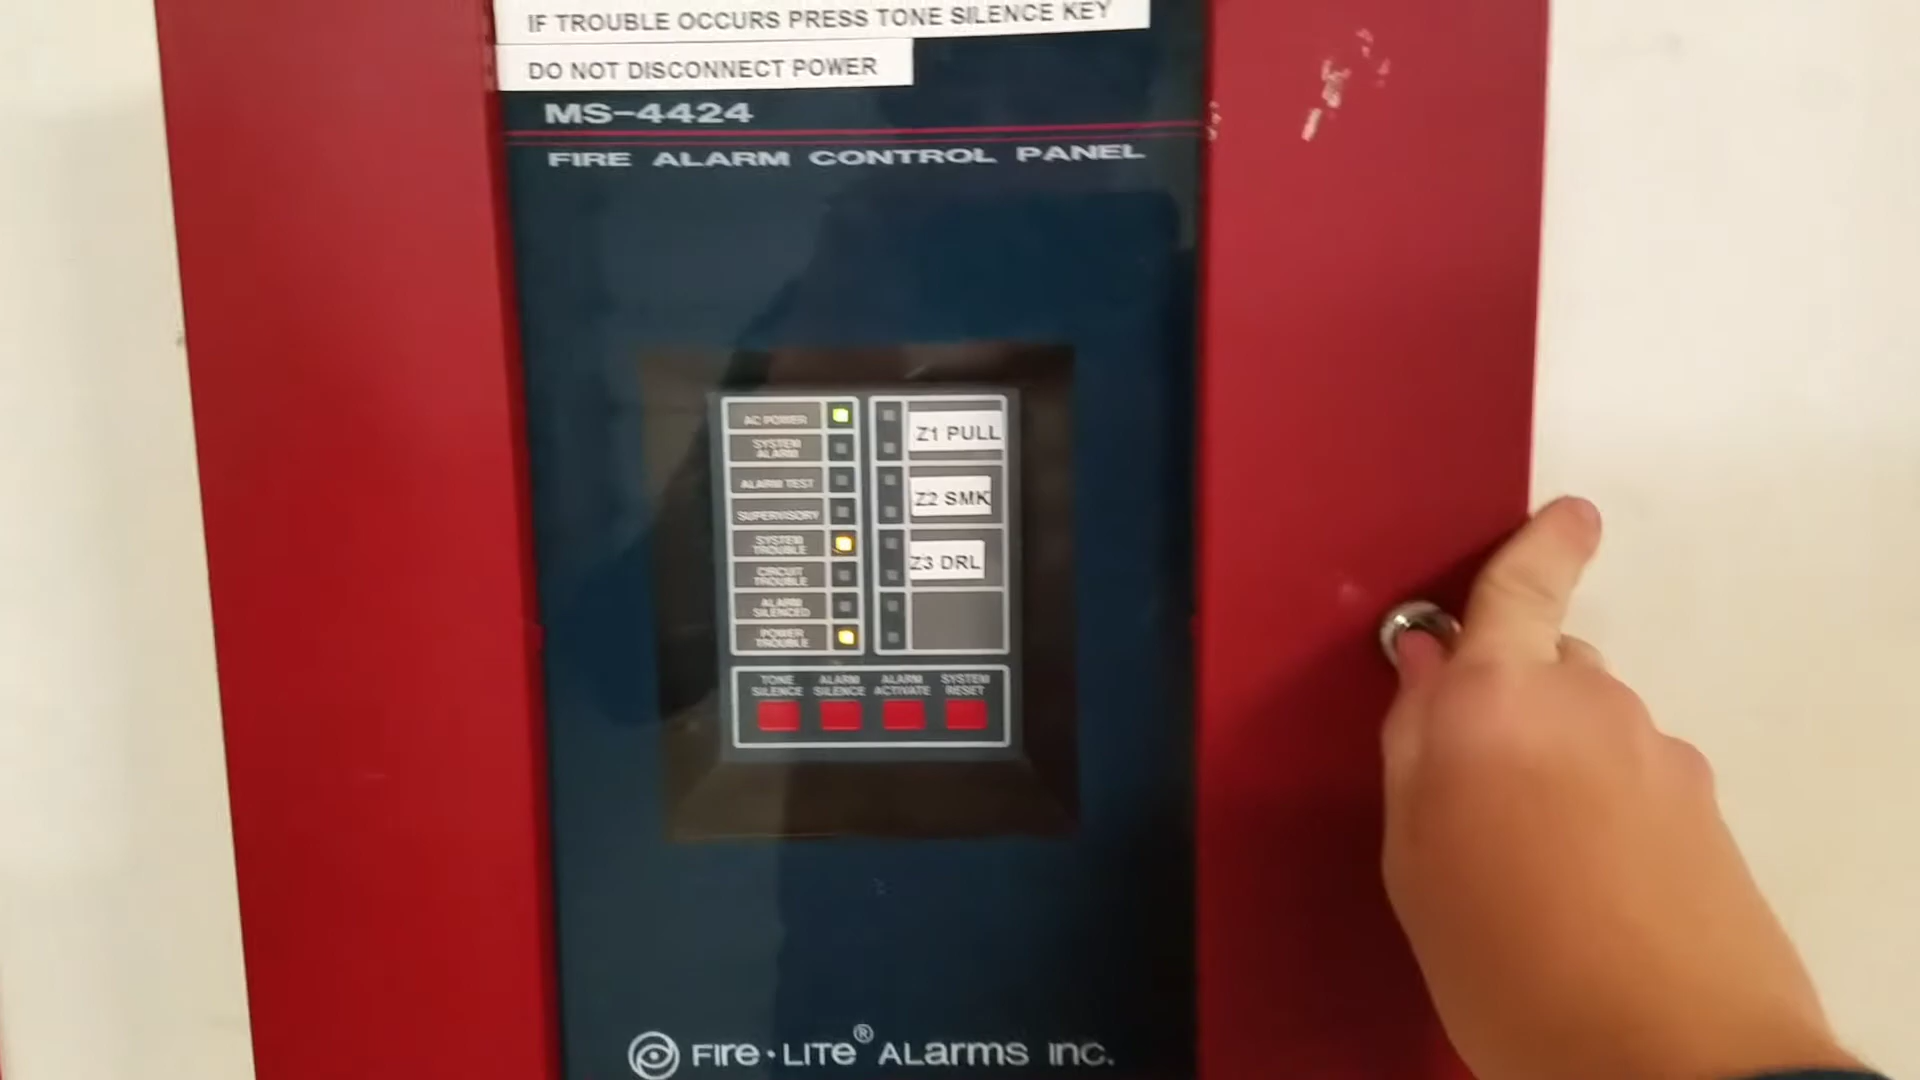 IF TROUBLE OCCURS PRESS TONE SILENCE KEY
DO NOT DISCONNECT POWER
MS-4424
FIRE ALARM CONTROL PANEL
AC POWER
SYSTEM
ALARM
ALARM TEST
SUPERVISORY
SYSTEM
TROUBLE
CIRCUIT
TROUBLE
ALARM
SILENCED
POWER
TROUBLE
Z1 PULL
Z2 SMK
Z3 DRL
TONE
SILENCE
ALARM
SILENCE
ALARM
ACTIVATE
SYSTEM
RESET
FIRE·LITE® ALARMS INC.